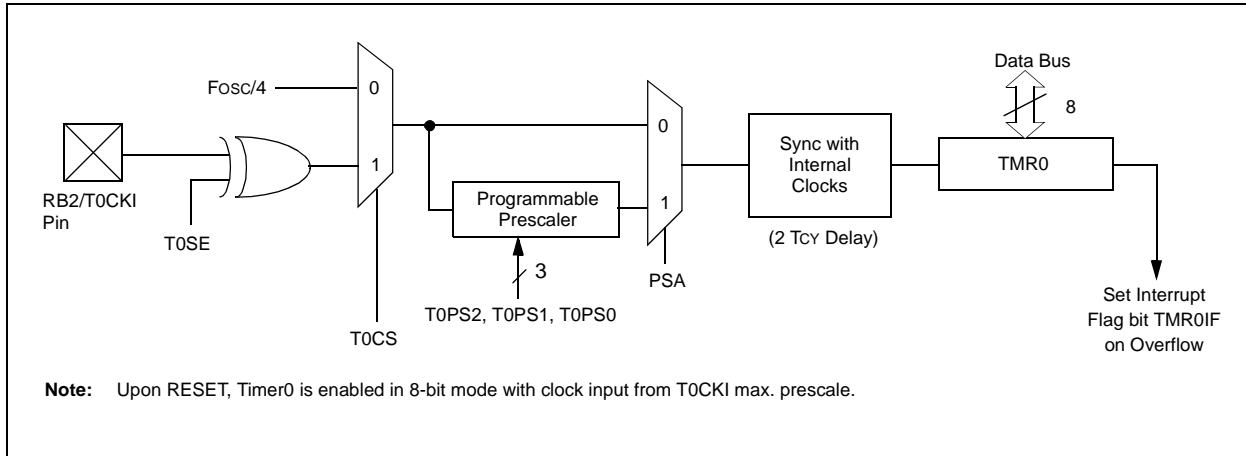 Data Bus
FOSC/4
0
8
0
Sync with
Internal
Clocks
TMR0
1
RB2/T0CKI
Pin
Programmable
Prescaler
1
T0SE
(2 TCY Delay)
3
PSA
T0PS2, T0PS1, T0PS0
T0CS
Set Interrupt
Flag bit TMR0IF
on Overflow
Note: Upon RESET, Timer0 is enabled in 8-bit mode with clock input from T0CKI max. prescale.